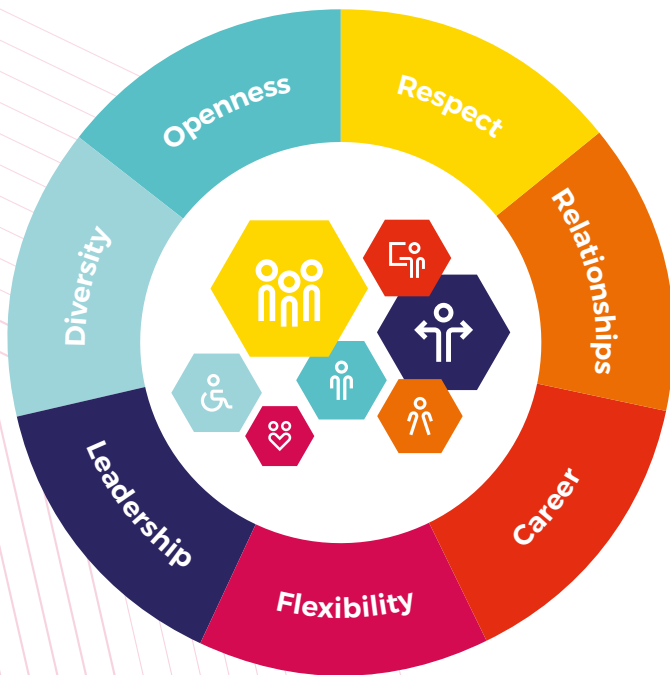 Openness
Respect
Relationships
Career
Flexibility
Leadership
Diversity